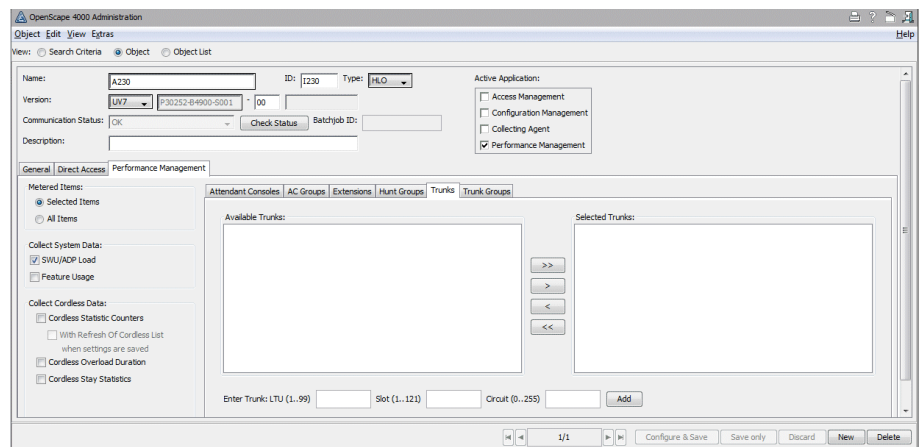 OpenScape 4000 Administration
Object Edit View Extras Help
View: Search Criteria Object Object List
Name: A230 ID: I230 Type: HLO
Version: UV7 P30252-B4900-S001 - 00
Communication Status: OK Check Status Batchjob ID:
Description:
Active Application:
Access Management
Configuration Management
Collecting Agent
Performance Management
General Direct Access Performance Management
Metered Items:
Selected Items
All Items
Collect System Data:
SWU/ADP Load
Feature Usage
Collect Cordless Data:
Cordless Statistic Counters
With Refresh Of Cordless List
when settings are saved
Cordless Overload Duration
Cordless Stay Statistics
Attendant Consoles AC Groups Extensions Hunt Groups Trunks Trunk Groups
Available Trunks: Selected Trunks:
>>
>
<
<<
Enter Trunk: LTU (1..99) Slot (1..121) Circuit (0..255) Add
1/1 Configure & Save Save only Discard New Delete